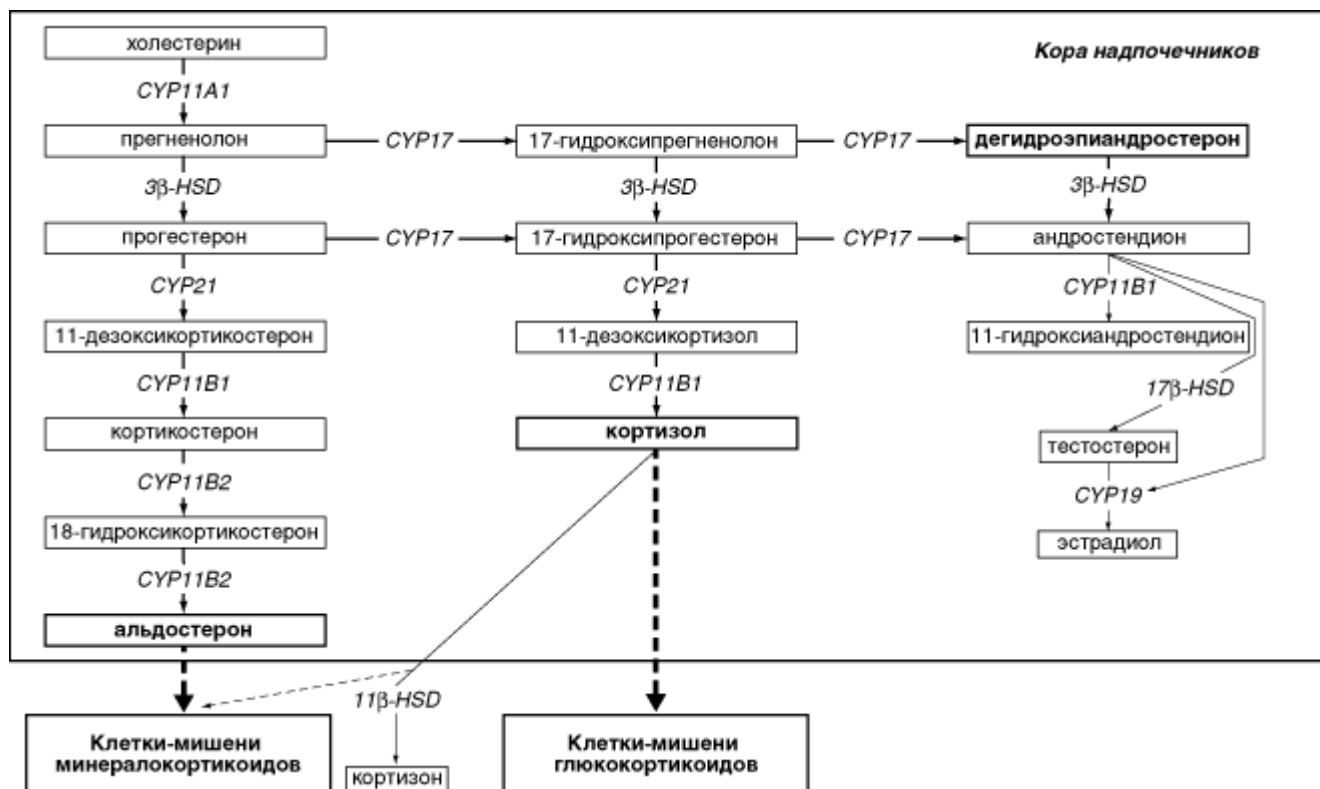 холестерин
Кора надпочечников
CYP11A1
прегненолон
CYP17
17-гидроксипрегненолон
CYP17
дегидроэпиандростерон
3β-HSD
3β-HSD
3β-HSD
прогестерон
CYP17
17-гидроксипрогестерон
CYP17
андростендион
CYP21
CYP21
CYP11B1
11-дезоксикортикостерон
11-дезоксикортизол
11-гидроксиандростендион
CYP11B1
CYP11B1
17β-HSD
кортикостерон
кортизол
тестостерон
CYP11B2
CYP19
18-гидроксикортикостерон
эстрадиол
CYP11B2
альдостерон
11β-HSD
Клетки-мишени
минералокортикоидов
Клетки-мишени
глюкокортикоидов
кортизон